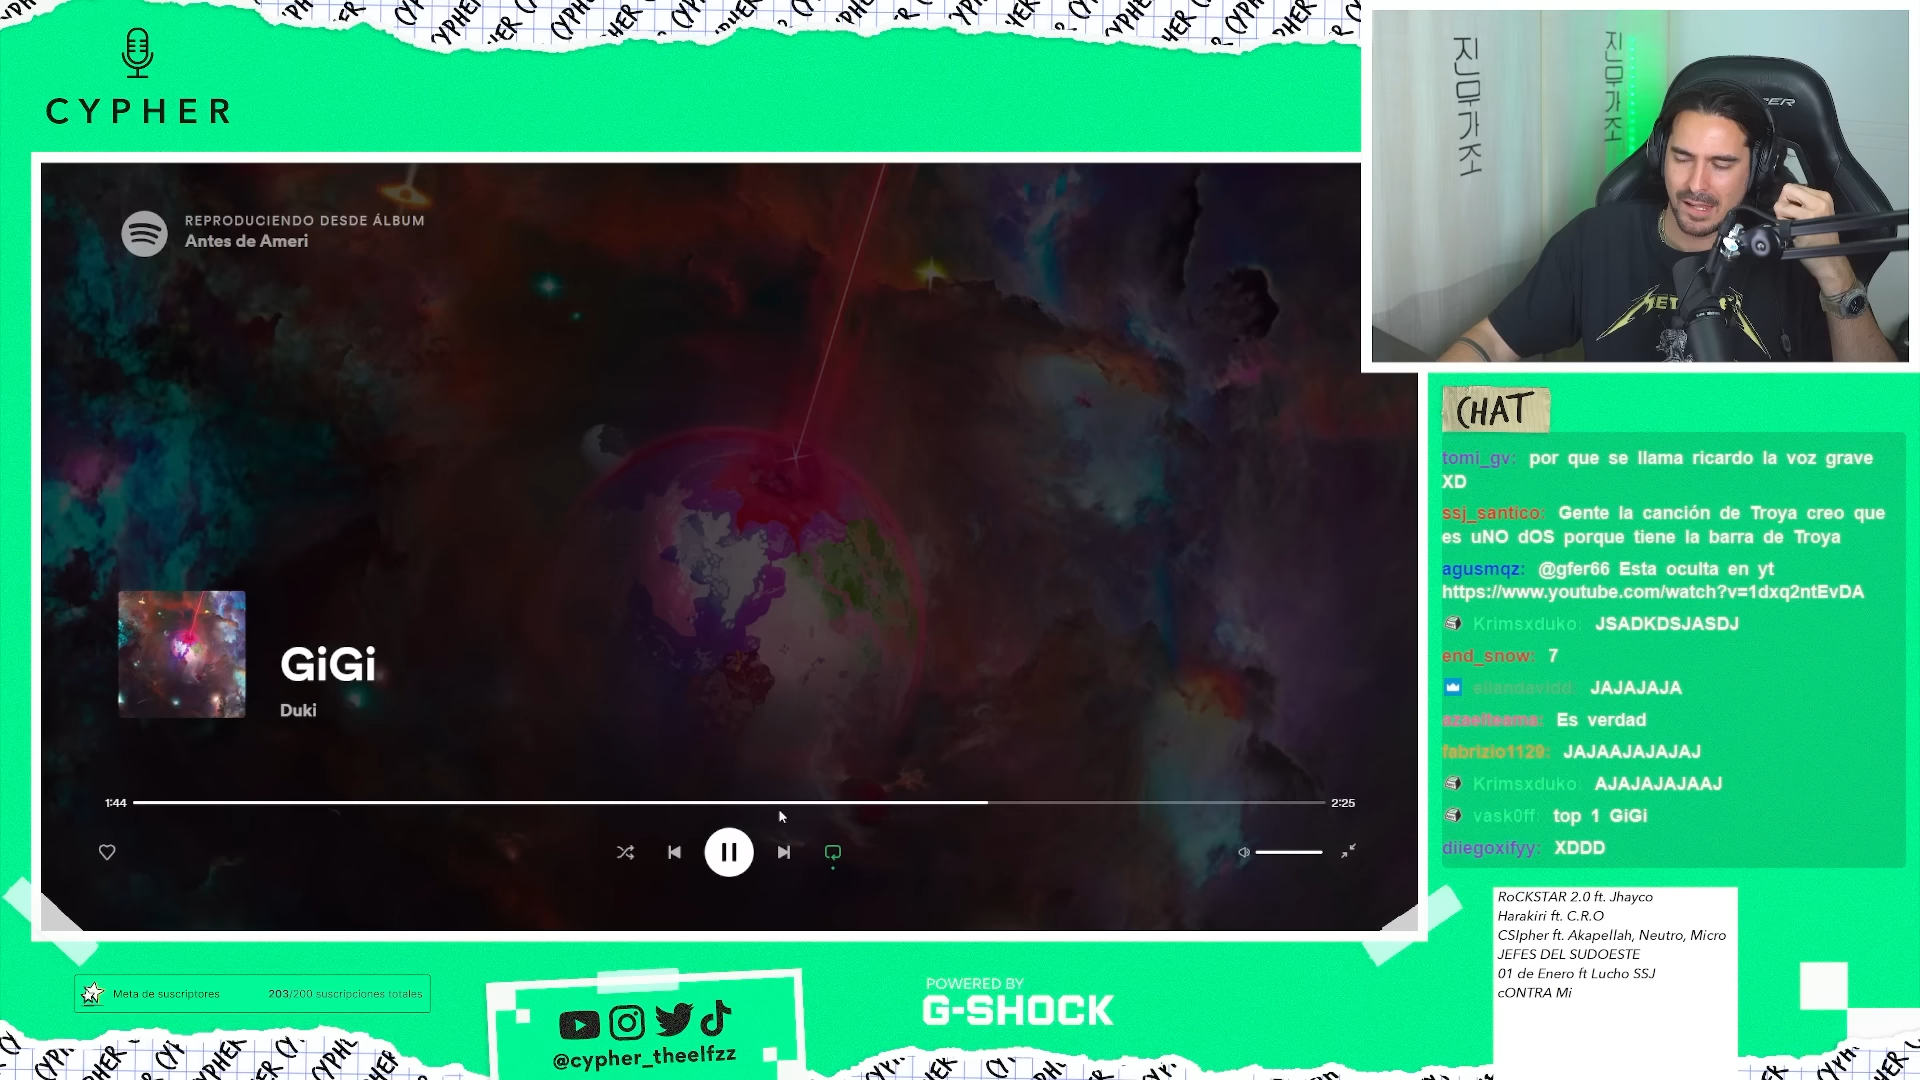 CYPHER
REPRODUCIENDO DESDE ÁLBUM
Antes de Ameri
GiGi
Duki
1:44
2:25
CHAT
tomi_gv: por que se llama ricardo la voz grave
XD
ssj_santico: Gente la canción de Troya creo que
es uNO dOS porque tiene la barra de Troya
agusmqz: @gfer66 Esta oculta en yt
https://www.youtube.com/watch?v=1dxq2ntEvDA
Krimsxduko: JSADKDSJASDJ
end_snow: 7
JAJAJAJA
Es verdad
fabrizio1129: JAJAAJAJAJAJ
Krimsxduko: AJAJAJAJAAJ
vask0ff: top 1 GiGi
diiegoxifyy: XDDD
RoCKSTAR 2.0 ft. Jhayco
Harakiri ft. C.R.O
CSIpher ft. Akapellah, Neutro, Micro
JEFES DEL SUDOESTE
01 de Enero ft Lucho SSJ
cONTRA Mi
Meta de suscriptores 203/200 suscripciones totales
@cypher_theelfzz
POWERED BY
G-SHOCK